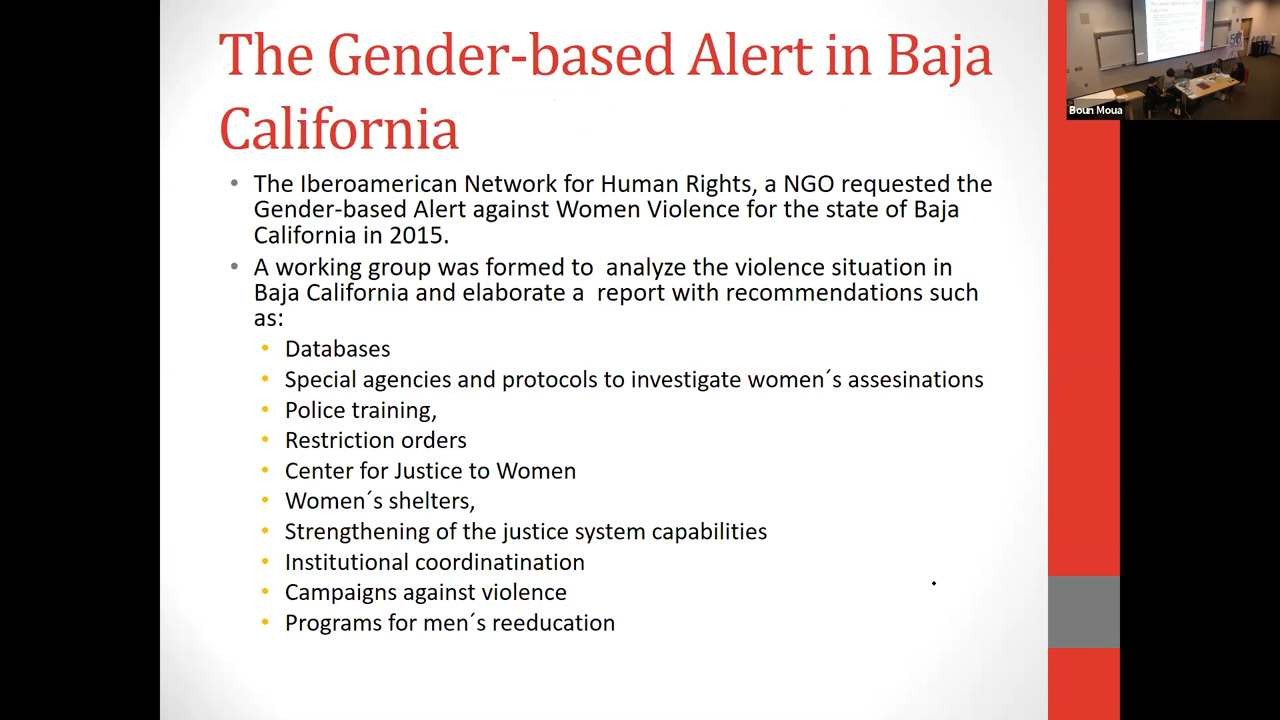 The Gender-based Alert in Baja
California
• The Iberoamerican Network for Human Rights, a NGO requested the
Gender-based Alert against Women Violence for the state of Baja
California in 2015.
• A working group was formed to  analyze the violence situation in
Baja California and elaborate a  report with recommendations such
as:
• Databases
• Special agencies and protocols to investigate women´s assesinations
• Police training,
• Restriction orders
• Center for Justice to Women
• Women´s shelters,
• Strengthening of the justice system capabilities
• Institutional coordinatination
• Campaigns against violence
• Programs for men´s reeducation
Boun Moua